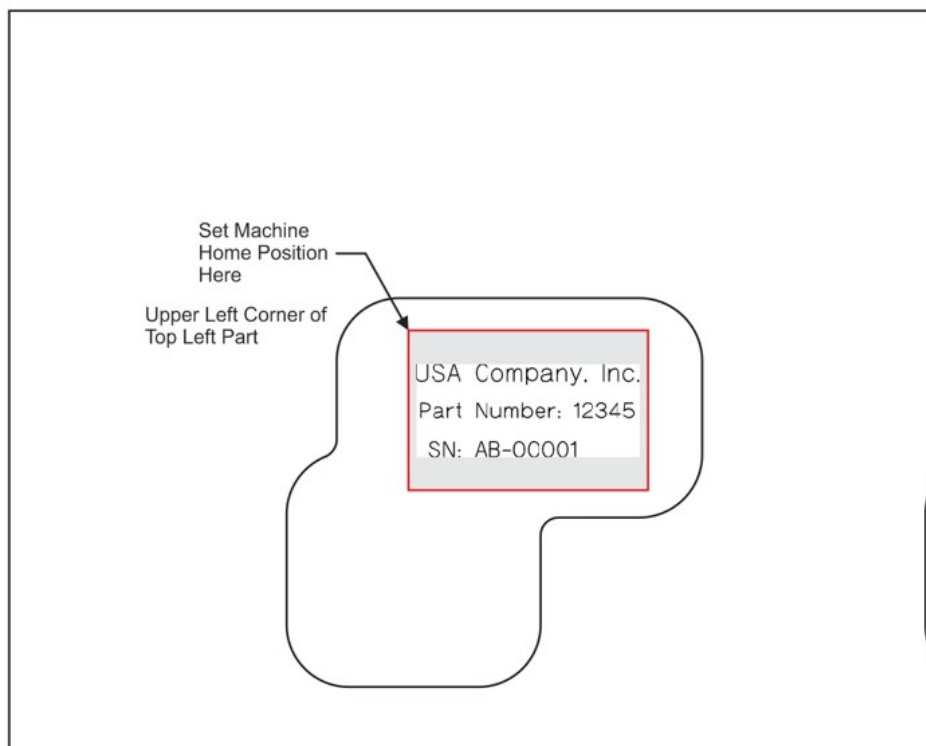 Set Machine
Home Position
Here
Upper Left Corner of
Top Left Part
USA Company, Inc.
Part Number: 12345
SN: AB-00001